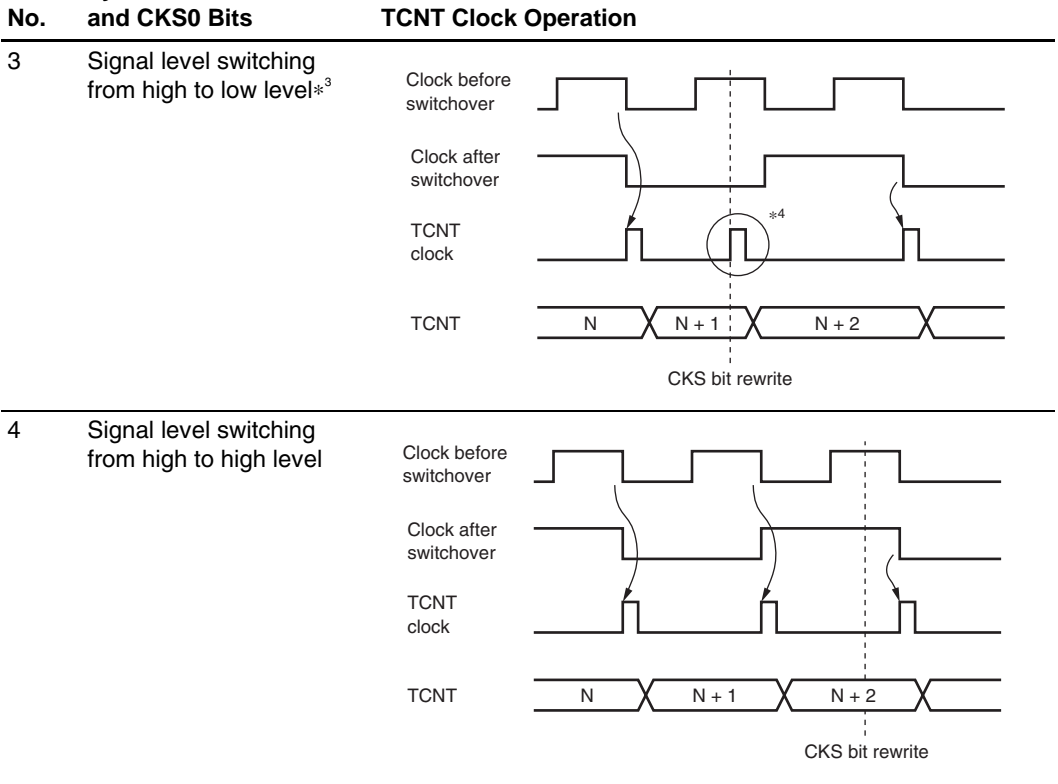 No. and CKS0 Bits TCNT Clock Operation
3 Signal level switching
from high to low level*3
Clock before
switchover
Clock after
switchover
TCNT
clock
*4
TCNT N N + 1 N + 2
CKS bit rewrite
4 Signal level switching
from high to high level
Clock before
switchover
Clock after
switchover
TCNT
clock
TCNT N N + 1 N + 2
CKS bit rewrite